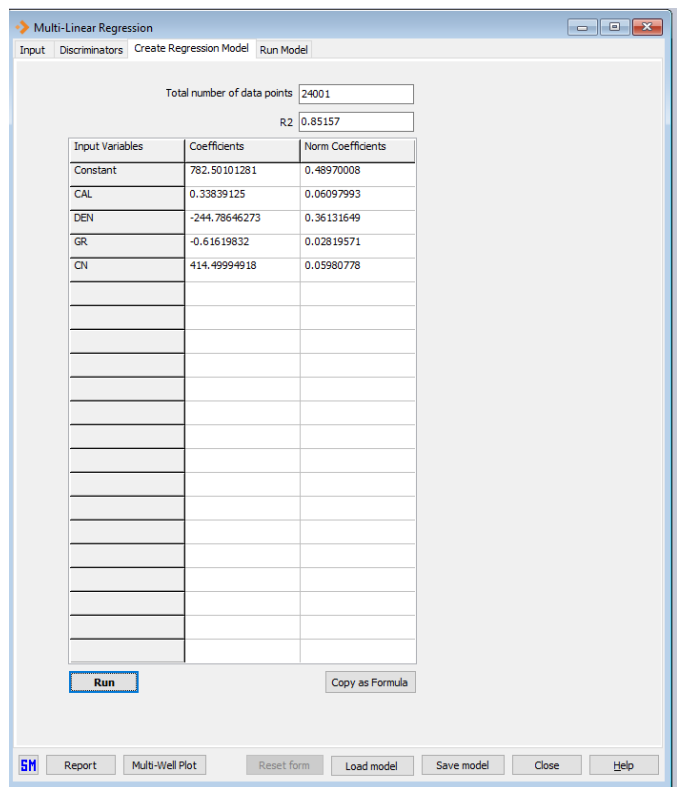 Multi-Linear Regression
Input Discriminators Create Regression Model Run Model
Total number of data points 24001
R2 0.85157
Input Variables Coefficients Norm Coefficients
Constant 782.50101281 0.48970008
CAL 0.33839125 0.06097993
DEN -244.78646273 0.36131649
GR -0.61619832 0.02819571
CN 414.49994918 0.05980778
Run Copy as Formula
SM Report Multi-Well Plot Reset form Load model Save model Close Help